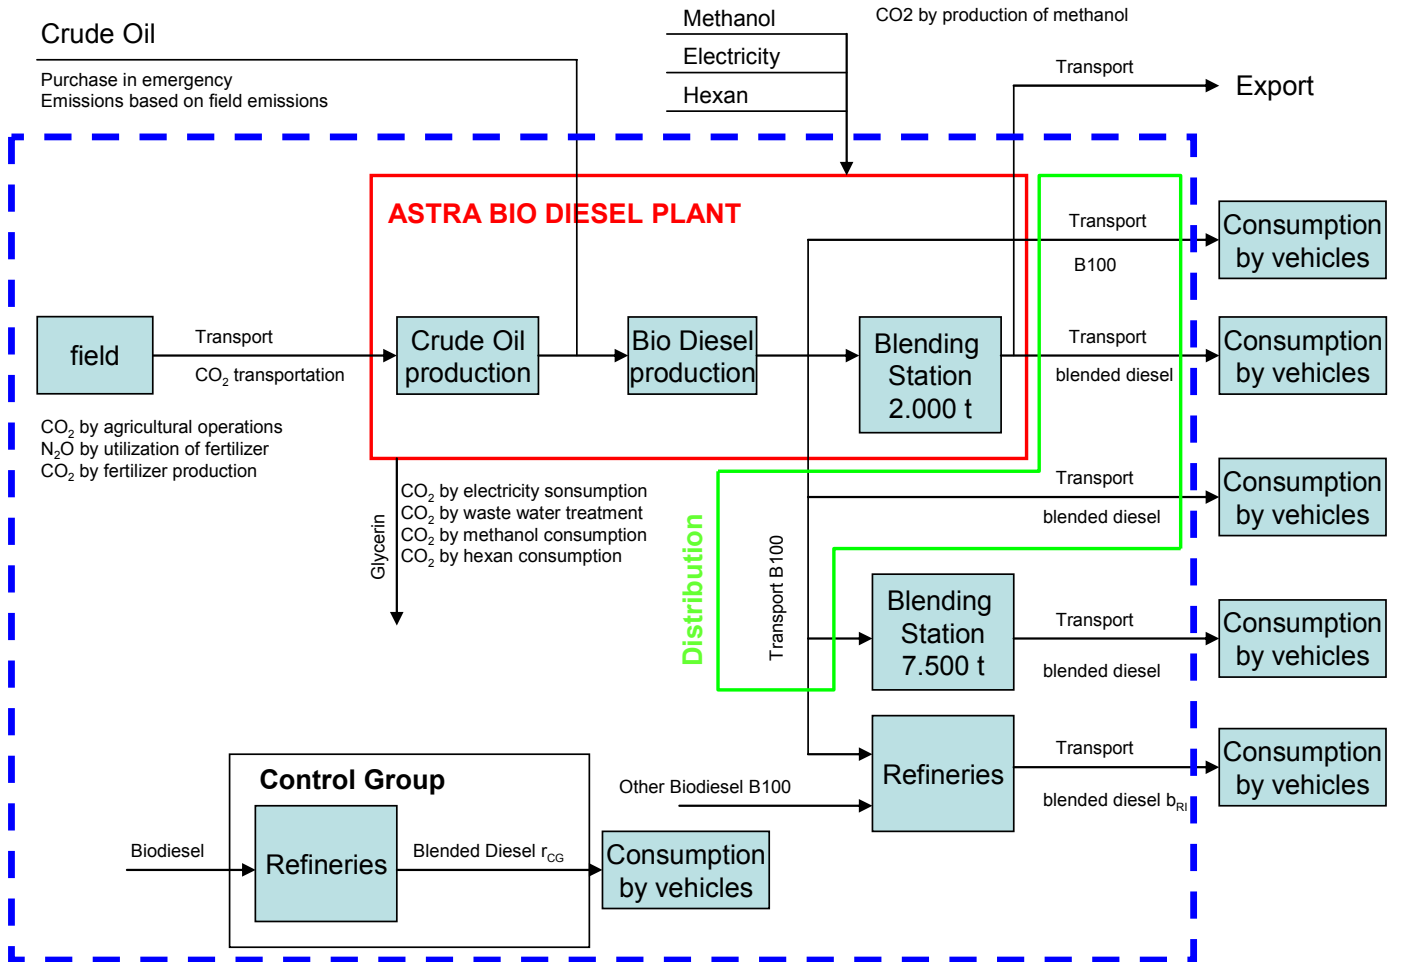 Crude Oil
Purchase in emergency
Emissions based on field emissions
Methanol
Electricity
Hexan
CO2 by production of methanol
Transport
Export
ASTRA BIO DIESEL PLANT
Transport
B100
Consumption
by vehicles
field
Transport
CO₂ transportation
Crude Oil
production
Bio Diesel
production
Blending
Station
2.000 t
Transport
blended diesel
Consumption
by vehicles
CO₂ by agricultural operations
N₂O by utilization of fertilizer
CO₂ by fertilizer production
Glycerin
CO₂ by electricity sonsumption
CO₂ by waste water treatment
CO₂ by methanol consumption
CO₂ by hexan consumption
Distribution
Transport B100
Transport
blended diesel
Consumption
by vehicles
Blending
Station
7.500 t
Transport
blended diesel
Consumption
by vehicles
Other Biodiesel B100
Refineries
Transport
blended diesel b_RI
Consumption
by vehicles
Control Group
Biodiesel
Refineries
Blended Diesel r_CG
Consumption
by vehicles